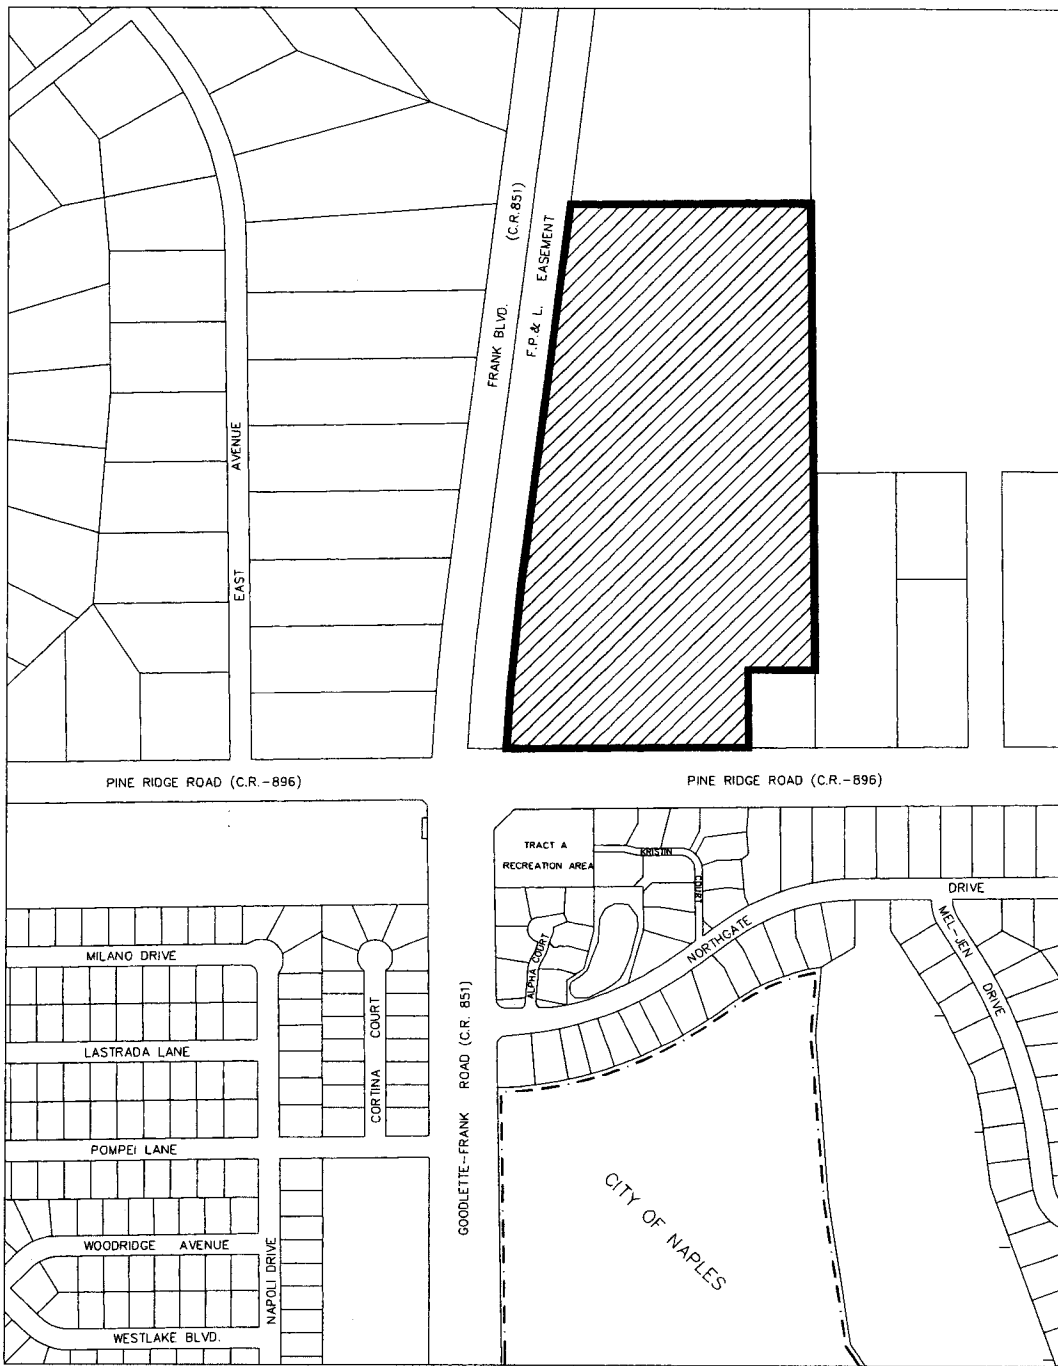 (C.R.851)
FRANK BLVD.
F.P.& L. EASEMENT
EAST AVENUE
PINE RIDGE ROAD (C.R.-896)
PINE RIDGE ROAD (C.R.-896)
TRACT A
RECREATION AREA
KRISTIN
COURT
NORTHGATE
DRIVE
MEL-JEN
DRIVE
ALPHA COURT
MILANO DRIVE
LASTRADA LANE
CORTINA COURT
GOODLETTE-FRANK ROAD (C.R. 851)
POMPEI LANE
CITY OF NAPLES
WOODRIDGE AVENUE
NAPOLI DRIVE
WESTLAKE BLVD.